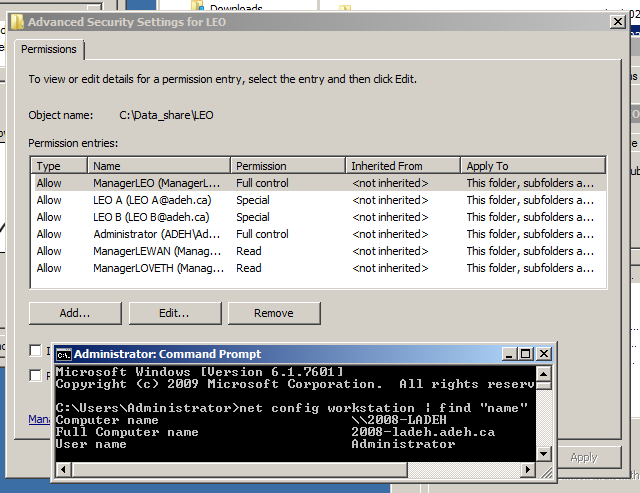 Downloads
Advanced Security Settings for LEO
Permissions
To view or edit details for a permission entry, select the entry and then click Edit.
Object name: C:\Data_share\LEO
Permission entries:
Type Name Permission Inherited From Apply To
Allow ManagerLEO (ManagerL... Full control <not inherited> This folder, subfolders a...
Allow LEO A (LEO A@adeh.ca) Special <not inherited> This folder, subfolders a...
Allow LEO B (LEO B@adeh.ca) Special <not inherited> This folder, subfolders a...
Allow Administrator (ADEH\Ad... Full control <not inherited> This folder, subfolders a...
Allow ManagerLEWAN (Manag... Read <not inherited> This folder, subfolders a...
Allow ManagerLOVETH (Manag... Read <not inherited> This folder, subfolders a...
Add... Edit... Remove
Administrator: Command Prompt
Microsoft Windows [Version 6.1.7601]
Copyright (c) 2009 Microsoft Corporation. All rights reserv
C:\Users\Administrator>net config workstation | find "name"
Computer name \\2008-LADEH
Full Computer name 2008-ladeh.adeh.ca
User name Administrator
Mana
Apply